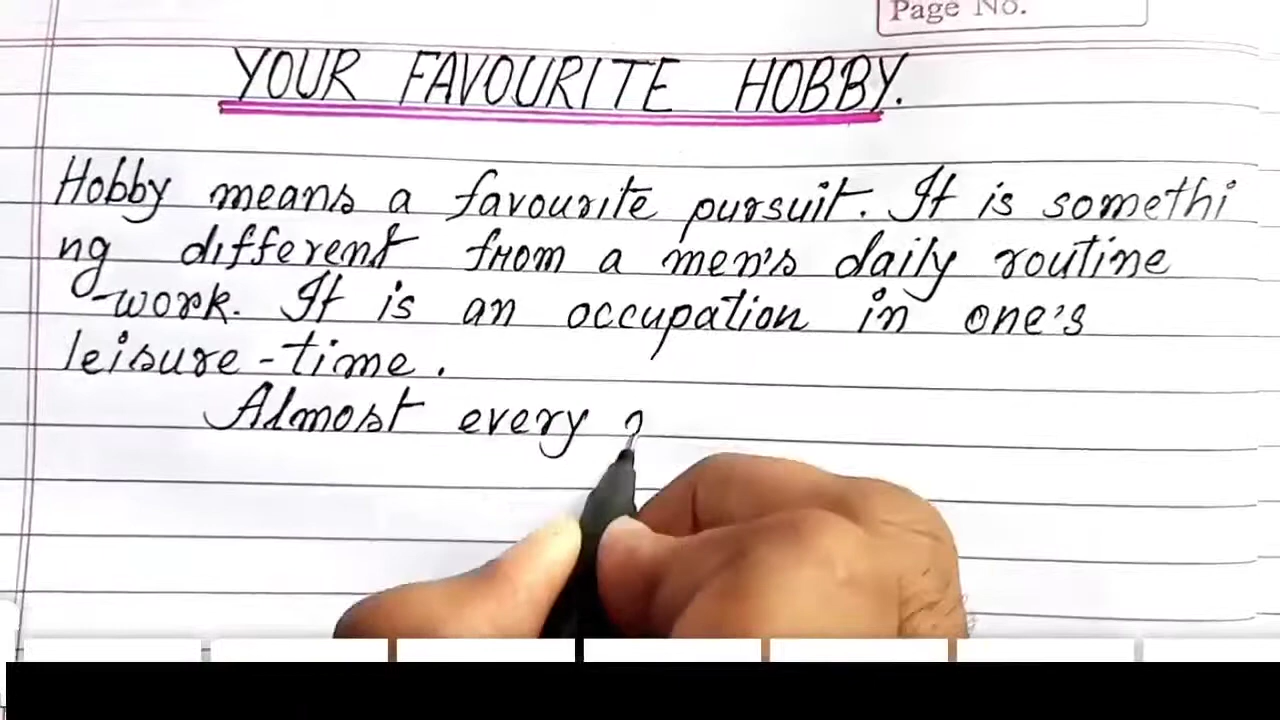 Page No.
YOUR FAVOURITE HOBBY.
Hobby means a favourite pursuit. It is somethi
ng different from a men's daily routine
-work. It is an occupation in one's
leisure-time.
Almost every